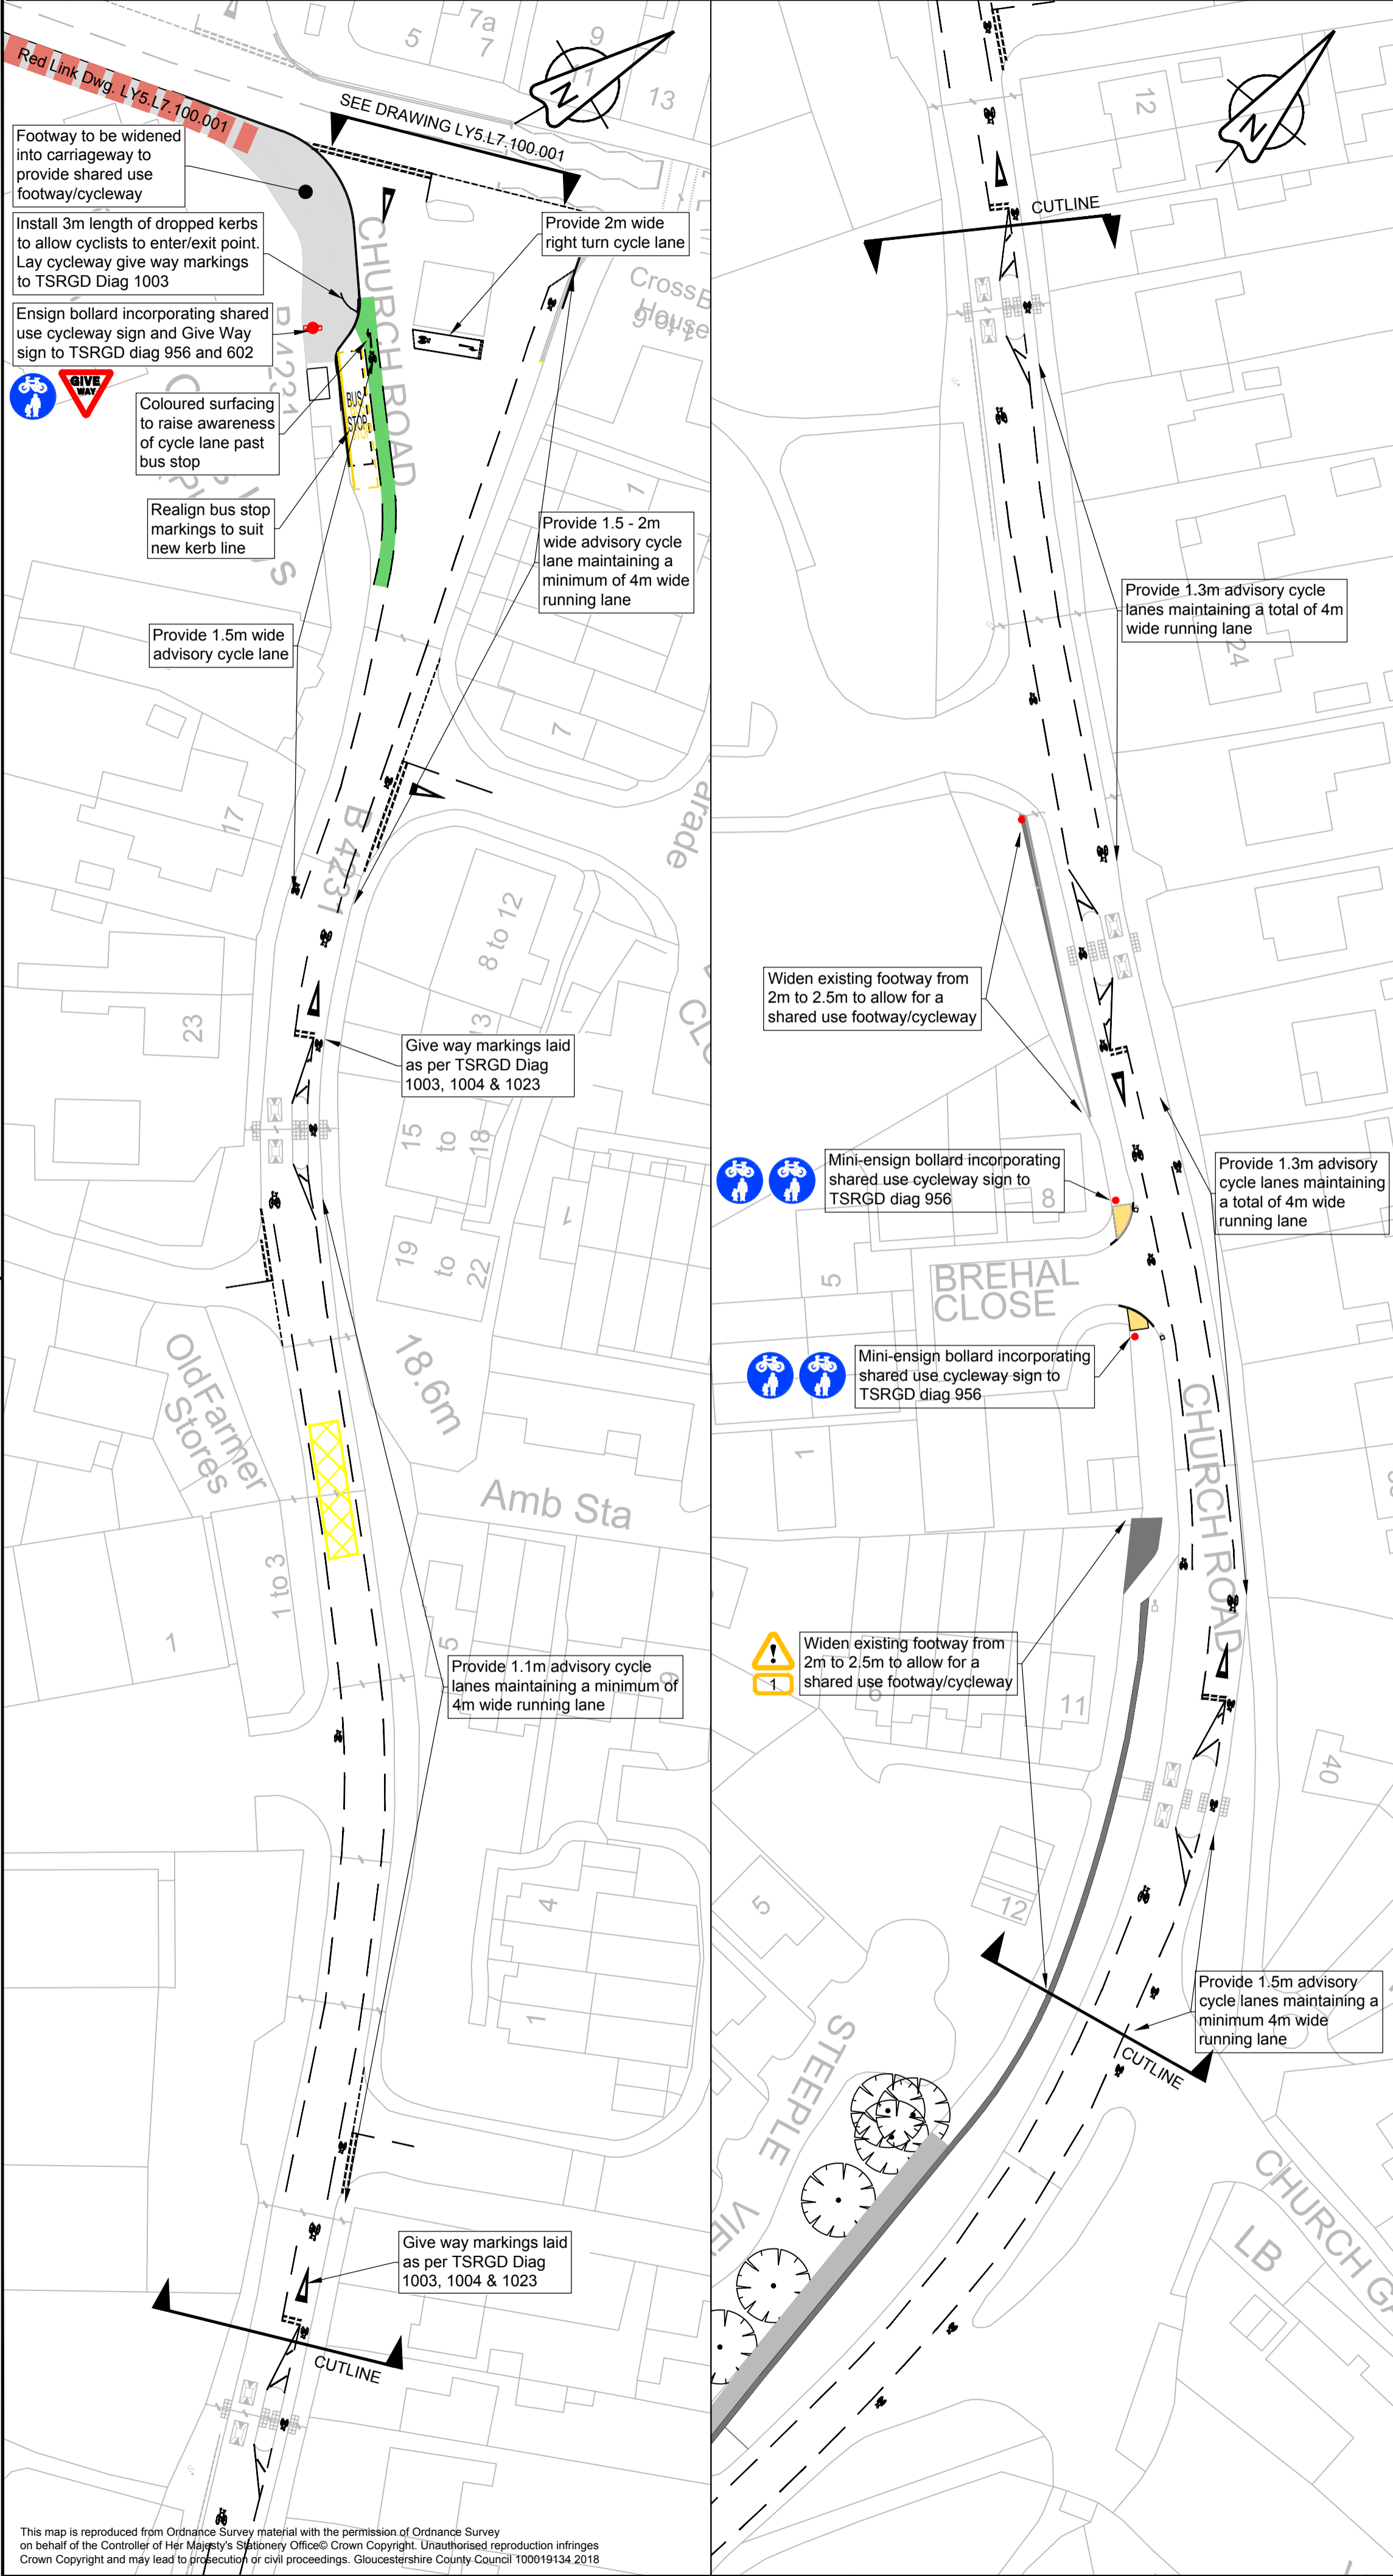 5
7a
7
9
11
13
N
Red Link Dwg. LY5.L7.100.001
SEE DRAWING LY5.L7.100.001
Footway to be widened
into carriageway to
provide shared use
footway/cycleway
Install 3m length of dropped kerbs
to allow cyclists to enter/exit point.
Lay cycleway give way markings
to TSRGD Diag 1003
Ensign bollard incorporating shared
use cycleway sign and Give Way
sign to TSRGD diag 956 and 602
GIVE
WAY
Coloured surfacing
to raise awareness
of cycle lane past
bus stop
Realign bus stop
markings to suit
new kerb line
Provide 1.5m wide
advisory cycle lane
Provide 2m wide
right turn cycle lane
House
1 to 6
CHURCH ROAD
B 4231
BUS
STOP
1
Provide 1.5 - 2m
wide advisory cycle
lane maintaining a
minimum of 4m wide
running lane
7
arade
17
B 4231
8 to 12
23
13
Give way markings laid
as per TSRGD Diag
1003, 1004 & 1023
15
to
18
1
19
to
22
Old Farmer
Stores
18.6m
Amb Sta
1 to 3
1
5
Provide 1.1m advisory cycle
lanes maintaining a minimum of
4m wide running lane
4
1
Give way markings laid
as per TSRGD Diag
1003, 1004 & 1023
CUTLINE
This map is reproduced from Ordnance Survey material with the permission of Ordnance Survey
on behalf of the Controller of Her Majesty's Stationery Office© Crown Copyright. Unauthorised reproduction infringes
Crown Copyright and may lead to prosecution or civil proceedings. Gloucestershire County Council 100019134 2018
12
N
CUTLINE
Provide 1.3m advisory cycle
lanes maintaining a total of 4m
wide running lane
24
Widen existing footway from
2m to 2.5m to allow for a
shared use footway/cycleway
Mini-ensign bollard incorporating
shared use cycleway sign to
TSRGD diag 956
8
Provide 1.3m advisory
cycle lanes maintaining
a total of 4m wide
running lane
5
BREHAL
CLOSE
Mini-ensign bollard incorporating
shared use cycleway sign to
TSRGD diag 956
1
CHURCH ROAD
!
1
Widen existing footway from
2m to 2.5m to allow for a
shared use footway/cycleway
6
11
40
5
12
Provide 1.5m advisory
cycle lanes maintaining a
minimum 4m wide
running lane
CUTLINE
STEEPLE
VIE
CHURCH GA
LB